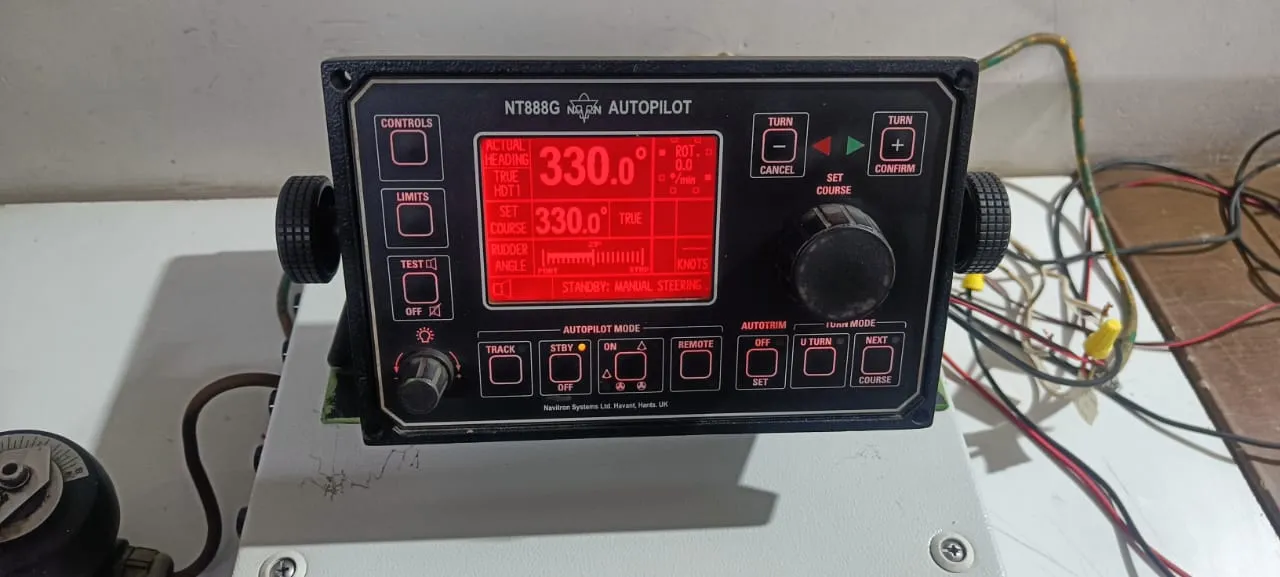 NT888G NAVITRON AUTOPILOT
CONTROLS
LIMITS
TEST
OFF
ACTUAL
HEADING
TRUE
HDT1
330.0°
ROT.
0.0
°/min
SET
COURSE
330.0°
TRUE
RUDDER
ANGLE
PORT
STBD
KNOTS
STANDBY: MANUAL STEERING
TURN
−
CANCEL
TURN
+
CONFIRM
SET
COURSE
AUTOPILOT MODE
TRACK
STBY
OFF
ON
REMOTE
AUTOTRIM
OFF
SET
TURN MODE
U TURN
NEXT
COURSE
Navitron Systems Ltd. Havant, Hants. UK